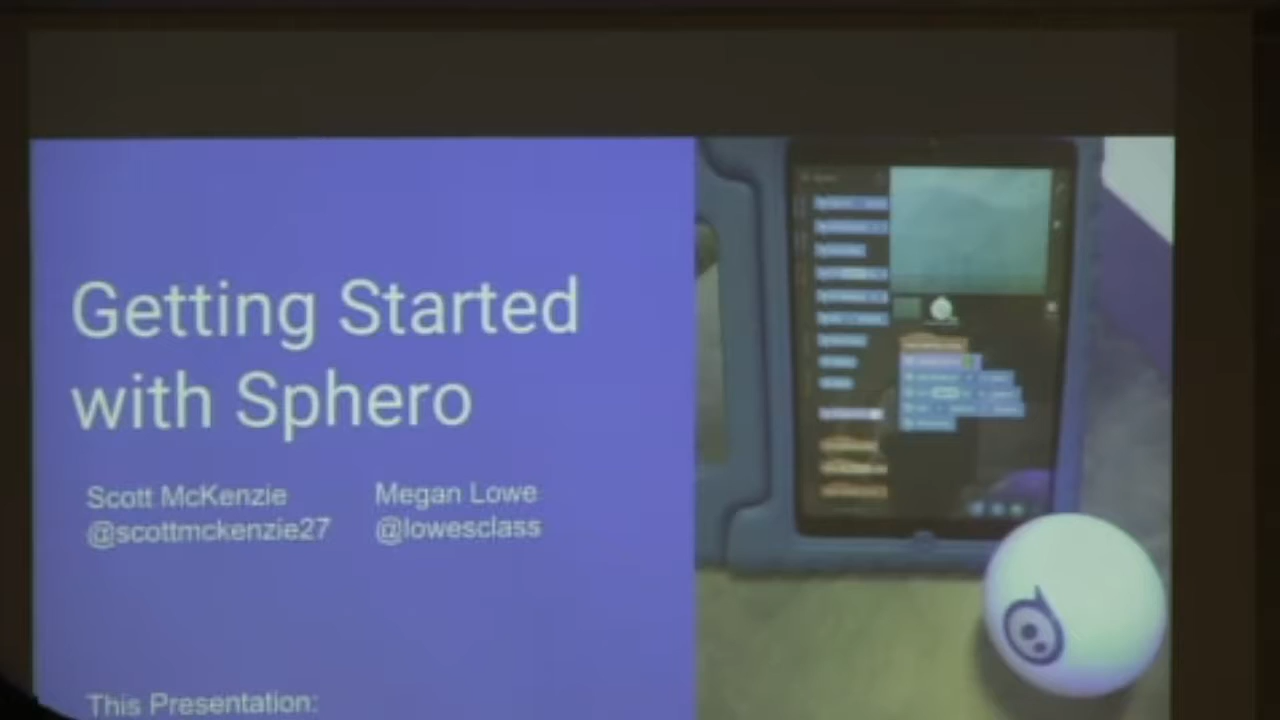 Getting Started
with Sphero
Scott McKenzie
@scottmckenzie27
Megan Lowe
@lowesclass
This Presentation: